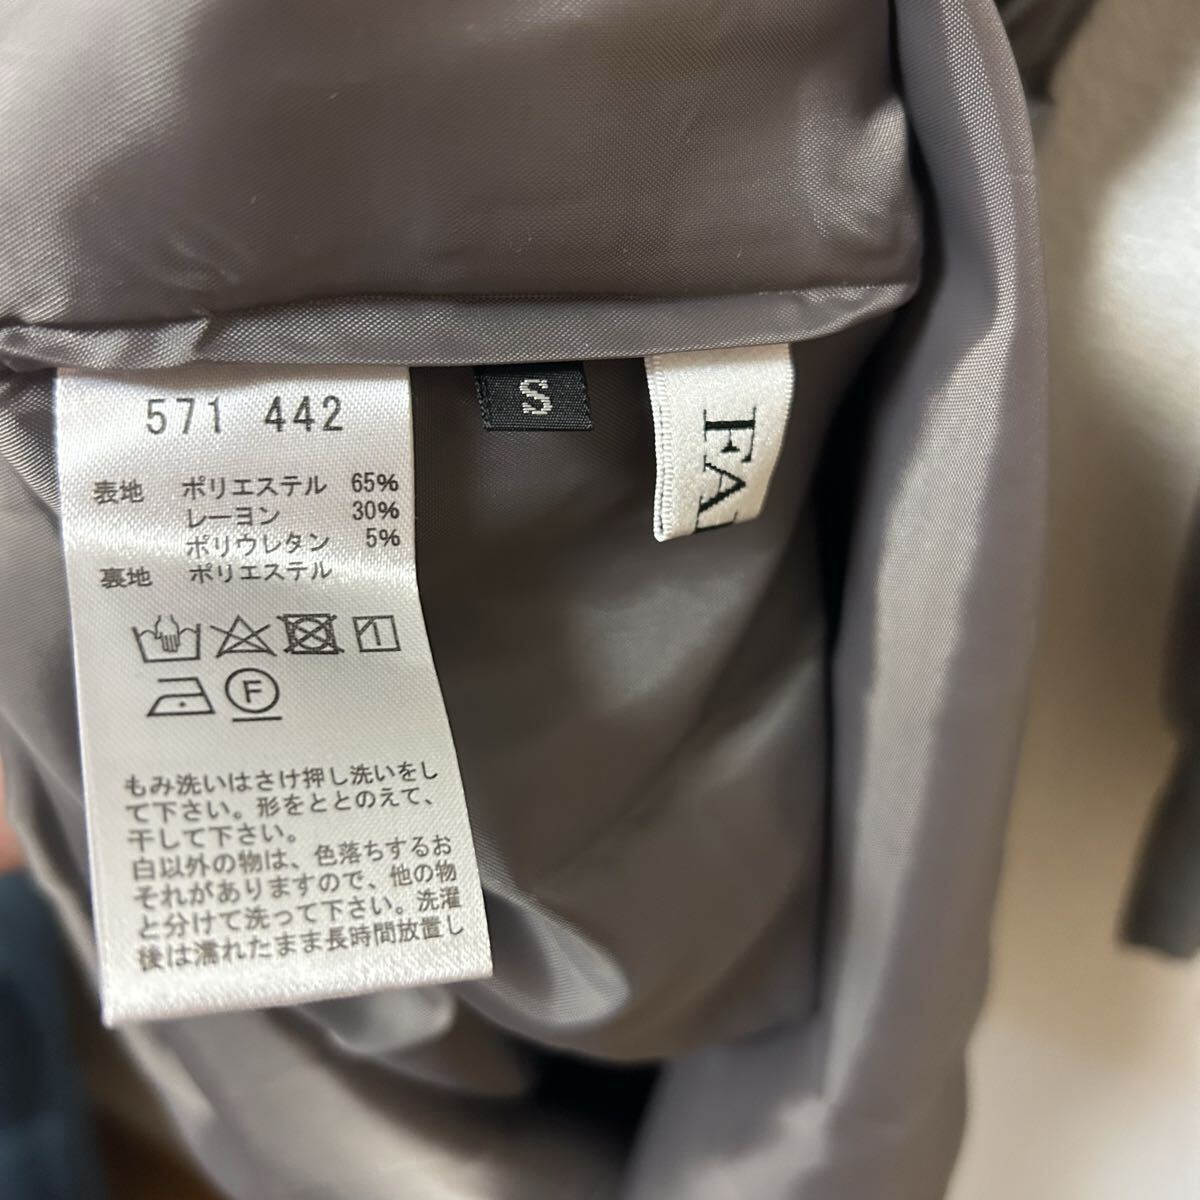 571 442
表地 ポリエステル 65%
レーヨン 30%
ポリウレタン 5%
裏地 ポリエステル
F
もみ洗いはさけ押し洗いをし
て下さい。形をととのえて、
干して下さい。
白以外の物は、色落ちするお
それがありますので、他の物
と分けて洗って下さい。洗濯
後は濡れたまま長時間放置し
S